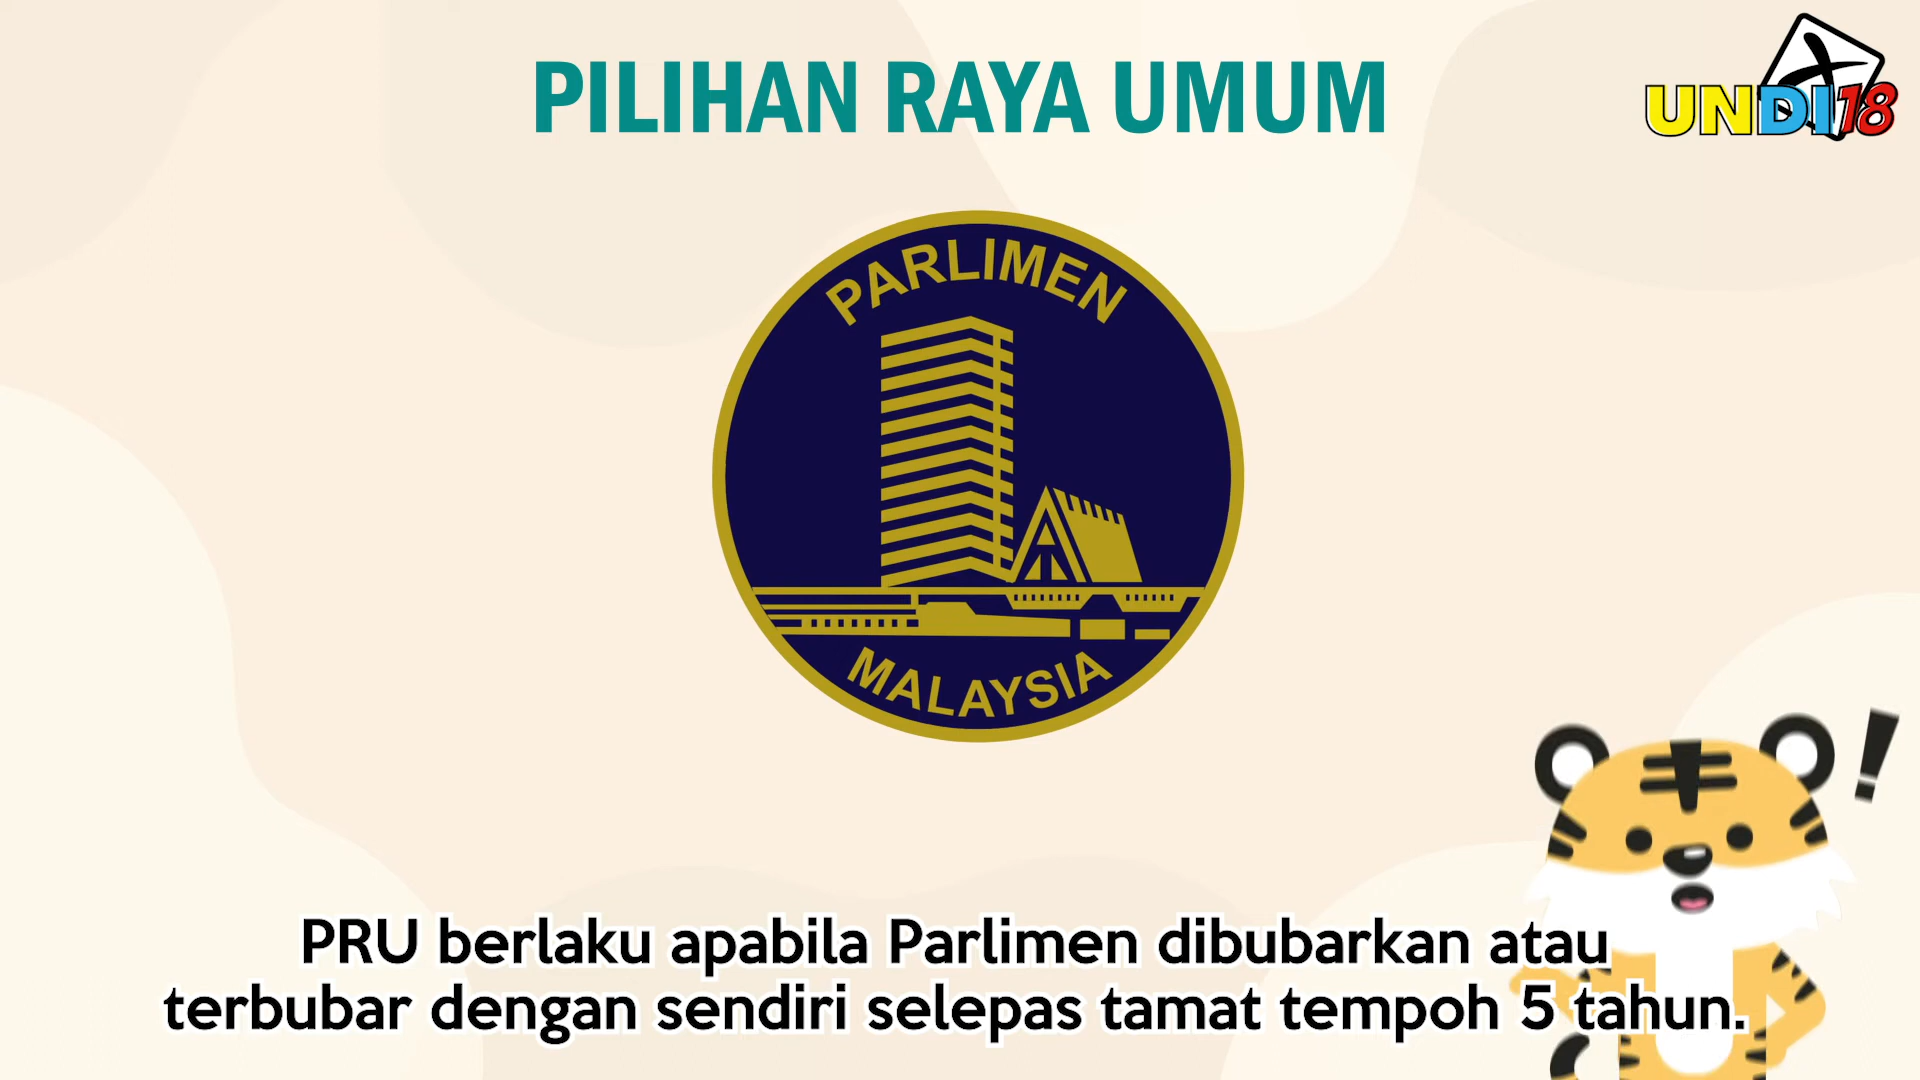 PILIHAN RAYA UMUM
UNDI18
PARLIMEN
MALAYSIA
!
PRU berlaku apabila Parlimen dibubarkan atau
terbubar dengan sendiri selepas tamat tempoh 5 tahun.